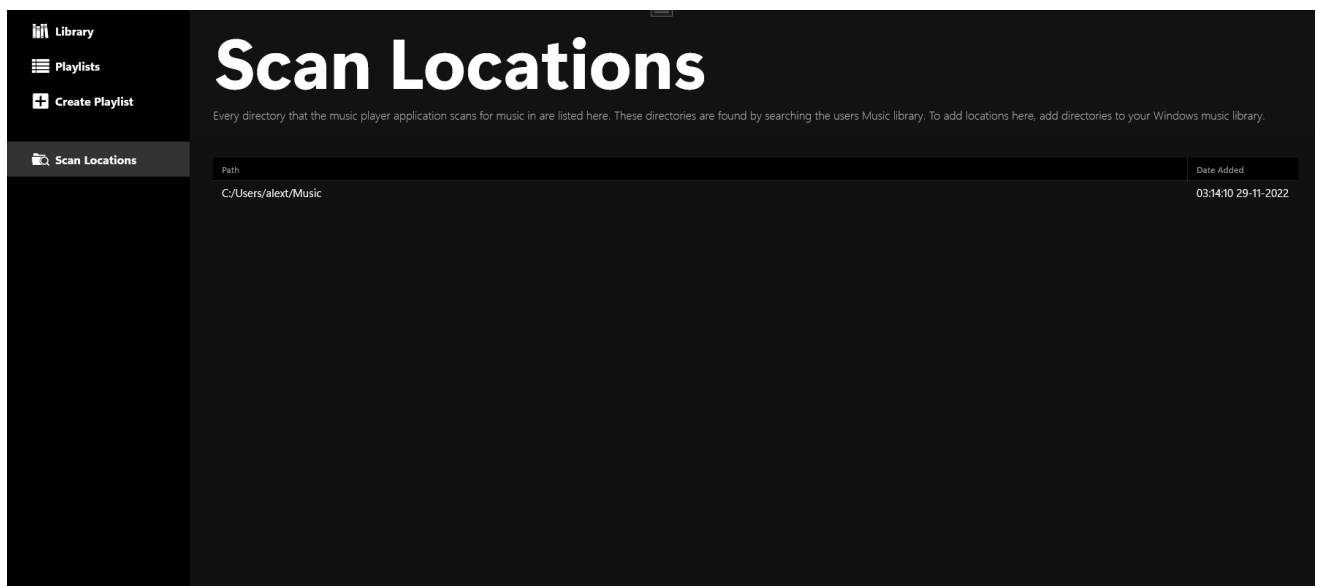 Library
Playlists
Create Playlist
Scan Locations
Scan Locations
Every directory that the music player application scans for music in are listed here. These directories are found by searching the users Music library. To add locations here, add directories to your Windows music library.
Path Date Added
C:/Users/alext/Music 03:14:10 29-11-2022